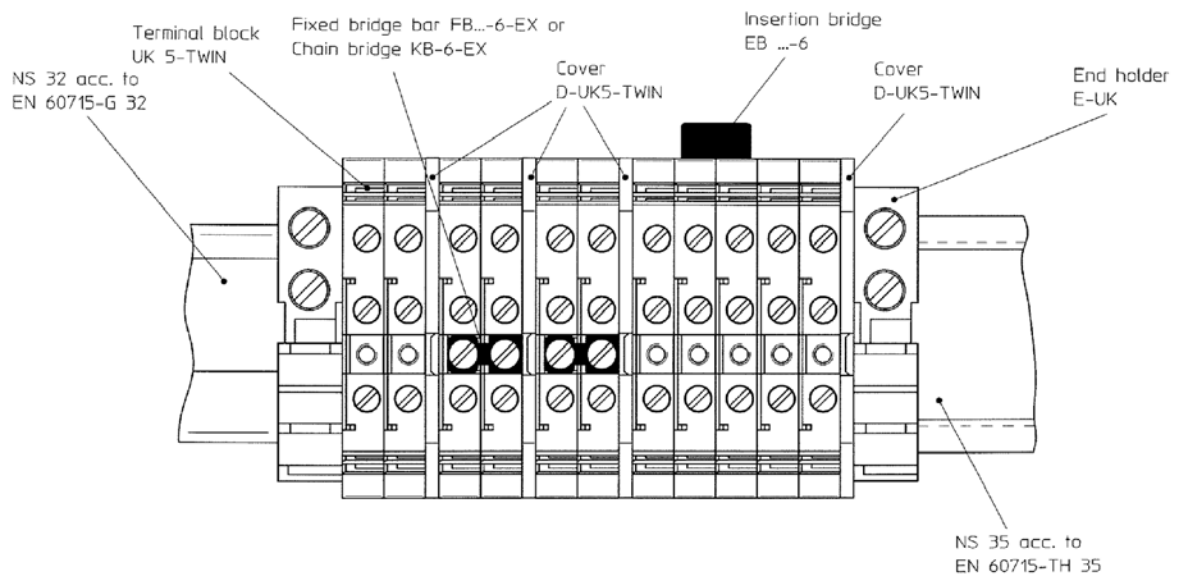 Terminal block
UK 5-TWIN
Fixed bridge bar FB...-6-EX or
Chain bridge KB-6-EX
Insertion bridge
EB ...-6
NS 32 acc. to
EN 60715-G 32
Cover
D-UK5-TWIN
Cover
D-UK5-TWIN
End holder
E-UK
NS 35 acc. to
EN 60715-TH 35